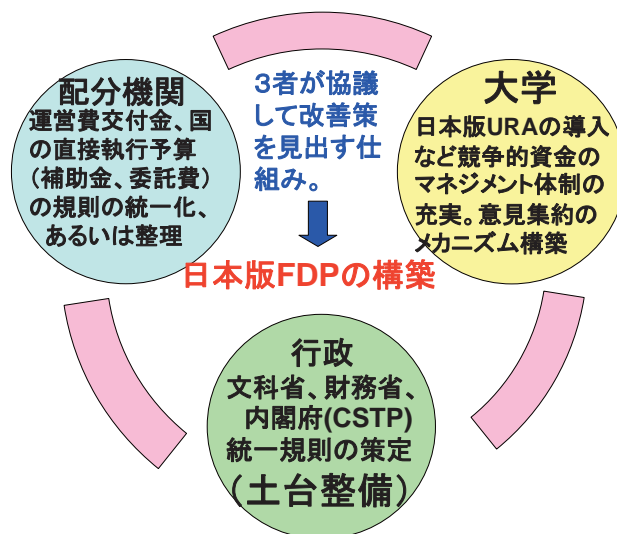 配分機関
運営費交付金、国
の直接執行予算
（補助金、委託費）
の規則の統一化、
あるいは整理
３者が協議
して改善策
を見出す仕
組み。
大学
日本版URAの導入
など競争的資金の
マネジメント体制の
充実。意見集約の
メカニズム構築
日本版FDPの構築
行政
文科省、財務省、
内閣府(CSTP)
統一規則の策定
（土台整備）